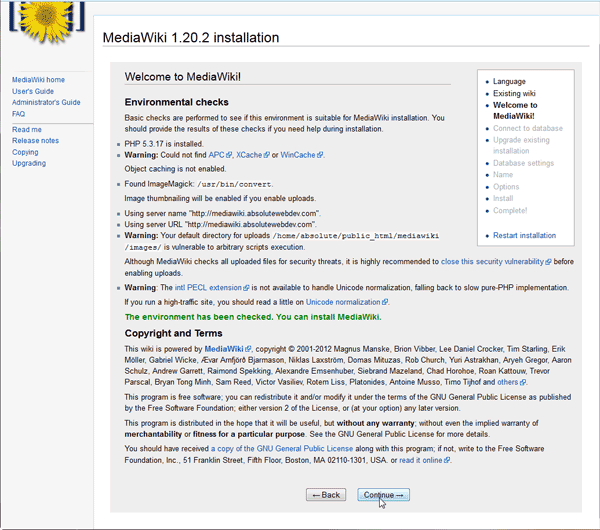 MediaWiki 1.20.2 installation
MediaWiki home
User's Guide
Administrator's Guide
FAQ
Read me
Release notes
Copying
Upgrading
Welcome to MediaWiki!
Environmental checks
Basic checks are performed to see if this environment is suitable for MediaWiki installation. You
should provide the results of these checks if you need help during installation.
PHP 5.3.17 is installed.
Warning: Could not find APC, XCache or WinCache.
Object caching is not enabled.
Found ImageMagick: /usr/bin/convert.
Image thumbnailing will be enabled if you enable uploads.
Using server name "http://mediawiki.absolutewebdev.com".
Using server URL "http://mediawiki.absolutewebdev.com".
Warning: Your default directory for uploads /home/absolute/public_html/mediawiki
/images/ is vulnerable to arbitrary scripts execution.
Although MediaWiki checks all uploaded files for security threats, it is highly recommended to close this security vulnerability before
enabling uploads.
Warning: The intl PECL extension is not available to handle Unicode normalization, falling back to slow pure-PHP implementation.
If you run a high-traffic site, you should read a little on Unicode normalization.
The environment has been checked. You can install MediaWiki.
Copyright and Terms
This wiki is powered by MediaWiki, copyright © 2001-2012 Magnus Manske, Brion Vibber, Lee Daniel Crocker, Tim Starling, Erik
Möller, Gabriel Wicke, Ævar Arnfjörð Bjarmason, Niklas Laxström, Domas Mituzas, Rob Church, Yuri Astrakhan, Aryeh Gregor, Aaron
Schulz, Andrew Garrett, Raimond Spekking, Alexandre Emsenhuber, Siebrand Mazeland, Chad Horohoe, Roan Kattouw, Trevor
Parscal, Bryan Tong Minh, Sam Reed, Victor Vasiliev, Rotem Liss, Platonides, Antoine Musso, Timo Tijhof and others.
This program is free software; you can redistribute it and/or modify it under the terms of the GNU General Public License as published
by the Free Software Foundation; either version 2 of the License, or (at your option) any later version.
This program is distributed in the hope that it will be useful, but without any warranty; without even the implied warranty of
merchantability or fitness for a particular purpose. See the GNU General Public License for more details.
You should have received a copy of the GNU General Public License along with this program; if not, write to the Free Software
Foundation, Inc., 51 Franklin Street, Fifth Floor, Boston, MA 02110-1301, USA. or read it online.
← Back
Continue →
Language
Existing wiki
Welcome to
MediaWiki!
Connect to database
Upgrade existing
installation
Database settings
Name
Options
Install
Complete!
Restart installation